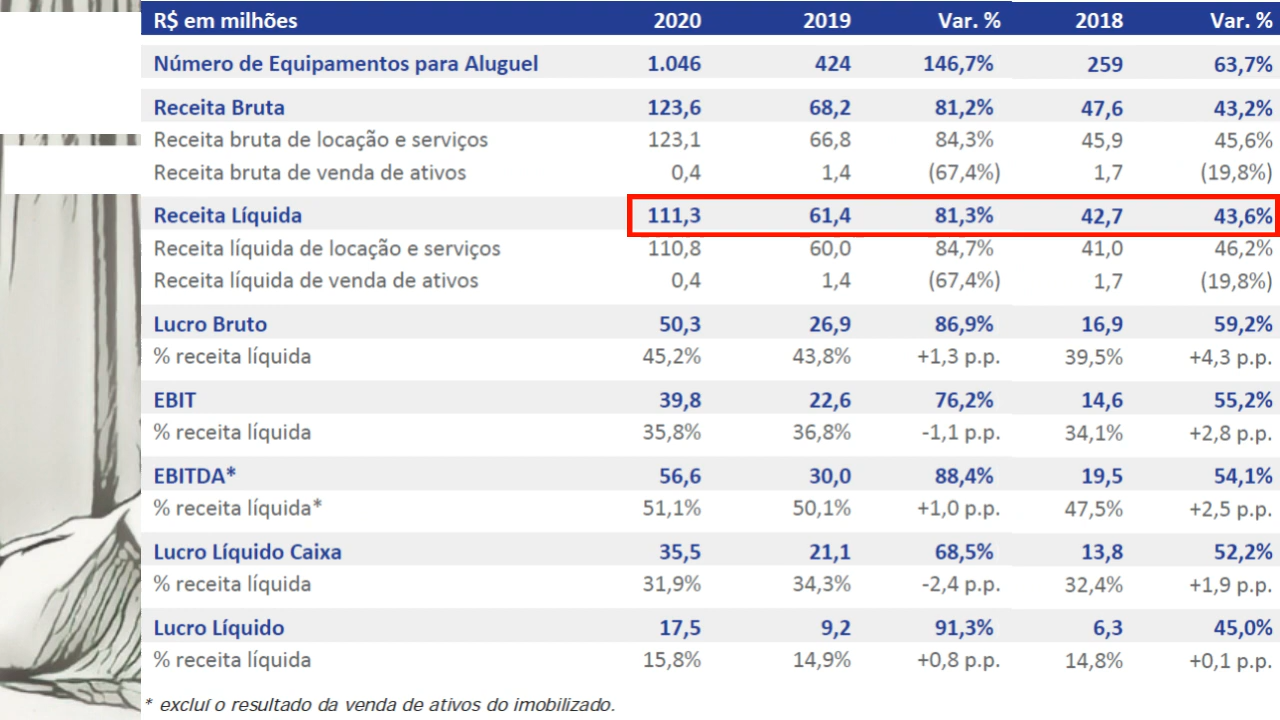 R$ em milhões 2020 2019 Var. % 2018 Var. %
Número de Equipamentos para Aluguel 1.046 424 146,7% 259 63,7%
Receita Bruta 123,6 68,2 81,2% 47,6 43,2%
Receita bruta de locação e serviços 123,1 66,8 84,3% 45,9 45,6%
Receita bruta de venda de ativos 0,4 1,4 (67,4%) 1,7 (19,8%)
Receita Líquida 111,3 61,4 81,3% 42,7 43,6%
Receita líquida de locação e serviços 110,8 60,0 84,7% 41,0 46,2%
Receita líquida de venda de ativos 0,4 1,4 (67,4%) 1,7 (19,8%)
Lucro Bruto 50,3 26,9 86,9% 16,9 59,2%
% receita líquida 45,2% 43,8% +1,3 p.p. 39,5% +4,3 p.p.
EBIT 39,8 22,6 76,2% 14,6 55,2%
% receita líquida 35,8% 36,8% -1,1 p.p. 34,1% +2,8 p.p.
EBITDA* 56,6 30,0 88,4% 19,5 54,1%
% receita líquida* 51,1% 50,1% +1,0 p.p. 47,5% +2,5 p.p.
Lucro Líquido Caixa 35,5 21,1 68,5% 13,8 52,2%
% receita líquida 31,9% 34,3% -2,4 p.p. 32,4% +1,9 p.p.
Lucro Líquido 17,5 9,2 91,3% 6,3 45,0%
% receita líquida 15,8% 14,9% +0,8 p.p. 14,8% +0,1 p.p.
* excluí o resultado da venda de ativos do imobilizado.